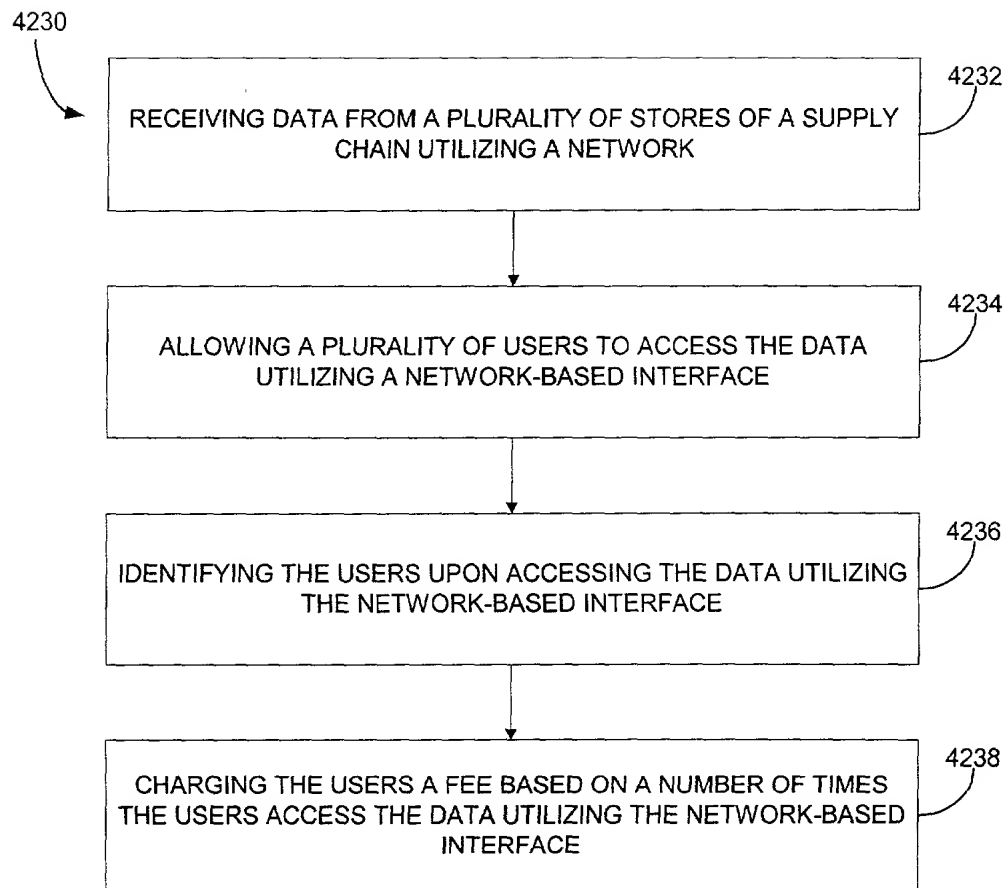 4230
4232
RECEIVING DATA FROM A PLURALITY OF STORES OF A SUPPLY
CHAIN UTILIZING A NETWORK
4234
ALLOWING A PLURALITY OF USERS TO ACCESS THE DATA
UTILIZING A NETWORK-BASED INTERFACE
4236
IDENTIFYING THE USERS UPON ACCESSING THE DATA UTILIZING
THE NETWORK-BASED INTERFACE
4238
CHARGING THE USERS A FEE BASED ON A NUMBER OF TIMES
THE USERS ACCESS THE DATA UTILIZING THE NETWORK-BASED
INTERFACE